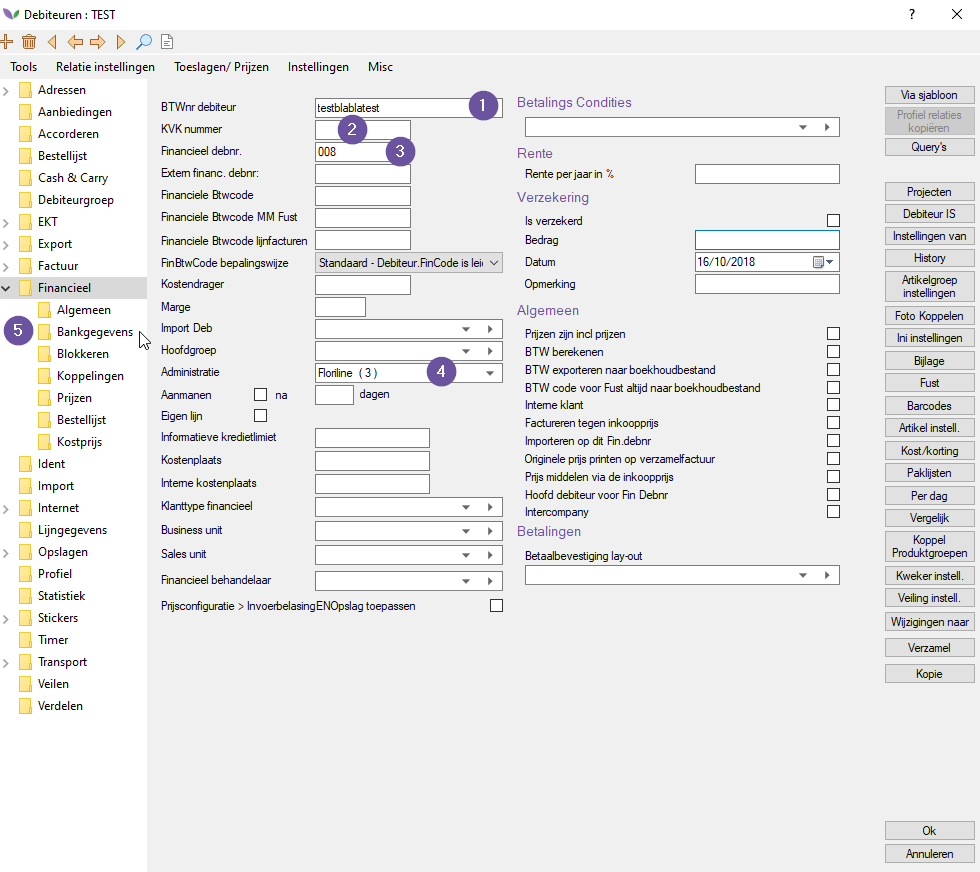 Debiteuren : TEST
?
Tools Relatie instellingen Toeslagen/ Prijzen Instellingen Misc
Adressen
Aanbiedingen
Accorderen
Bestellijst
Cash & Carry
Debiteurgroep
EKT
Export
Factuur
Financieel
Algemeen
5 Bankgegevens
Blokkeren
Koppelingen
Prijzen
Bestellijst
Kostprijs
Ident
Import
Internet
Lijngegevens
Opslagen
Profiel
Statistiek
Stickers
Timer
Transport
Veilen
Verdelen
BTWnr debiteur testblablatest 1
KVK nummer 2
Financieel debnr. 008 3
Extern financ. debnr:
Financiele Btwcode
Financiele Btwcode MM Fust
Financiele Btwcode lijnfacturen
FinBtwCode bepalingswijze Standaard - Debiteur.FinCode is leid
Kostendrager
Marge
Import Deb
Hoofdgroep
Administratie Floriline ( 3 ) 4
Aanmanen na dagen
Eigen lijn
Informatieve kredietlimiet
Kostenplaats
Interne kostenplaats
Klanttype financieel
Business unit
Sales unit
Financieel behandelaar
Prijsconfiguratie > InvoerbelasingENOpslag toepassen
Betalings Condities
Rente
Rente per jaar in %
Verzekering
Is verzekerd
Bedrag
Datum 16/10/2018
Opmerking
Algemeen
Prijzen zijn incl prijzen
BTW berekenen
BTW exporteren naar boekhoudbestand
BTW code voor Fust altijd naar boekhoudbestand
Interne klant
Factureren tegen inkoopprijs
Importeren op dit Fin.debnr
Originele prijs printen op verzamelfactuur
Prijs middelen via de inkoopprijs
Hoofd debiteur voor Fin Debnr
Intercompany
Betalingen
Betaalbevestiging lay-out
Via sjabloon
Profiel relaties
kopiëren
Query's
Projecten
Debiteur IS
Instellingen van
History
Artikelgroep
instellingen
Foto Koppelen
Ini instellingen
Bijlage
Fust
Barcodes
Artikel instell.
Kost/korting
Paklijsten
Per dag
Vergelijk
Koppel
Produktgroepen
Kweker instell.
Veiling instell.
Wijzigingen naar
Verzamel
Kopie
Ok
Annuleren